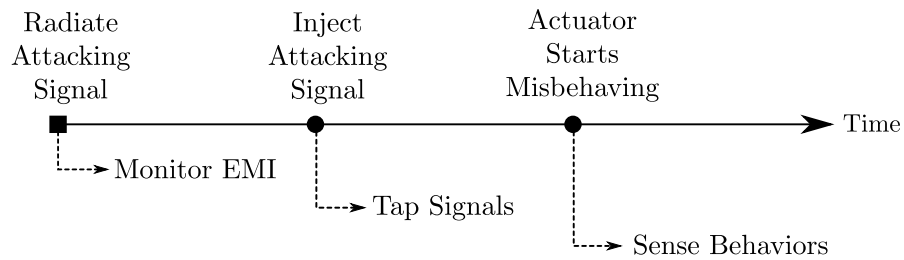 Radiate
Attacking
Signal
Inject
Attacking
Signal
Actuator
Starts
Misbehaving
Time
Monitor EMI
Tap Signals
Sense Behaviors